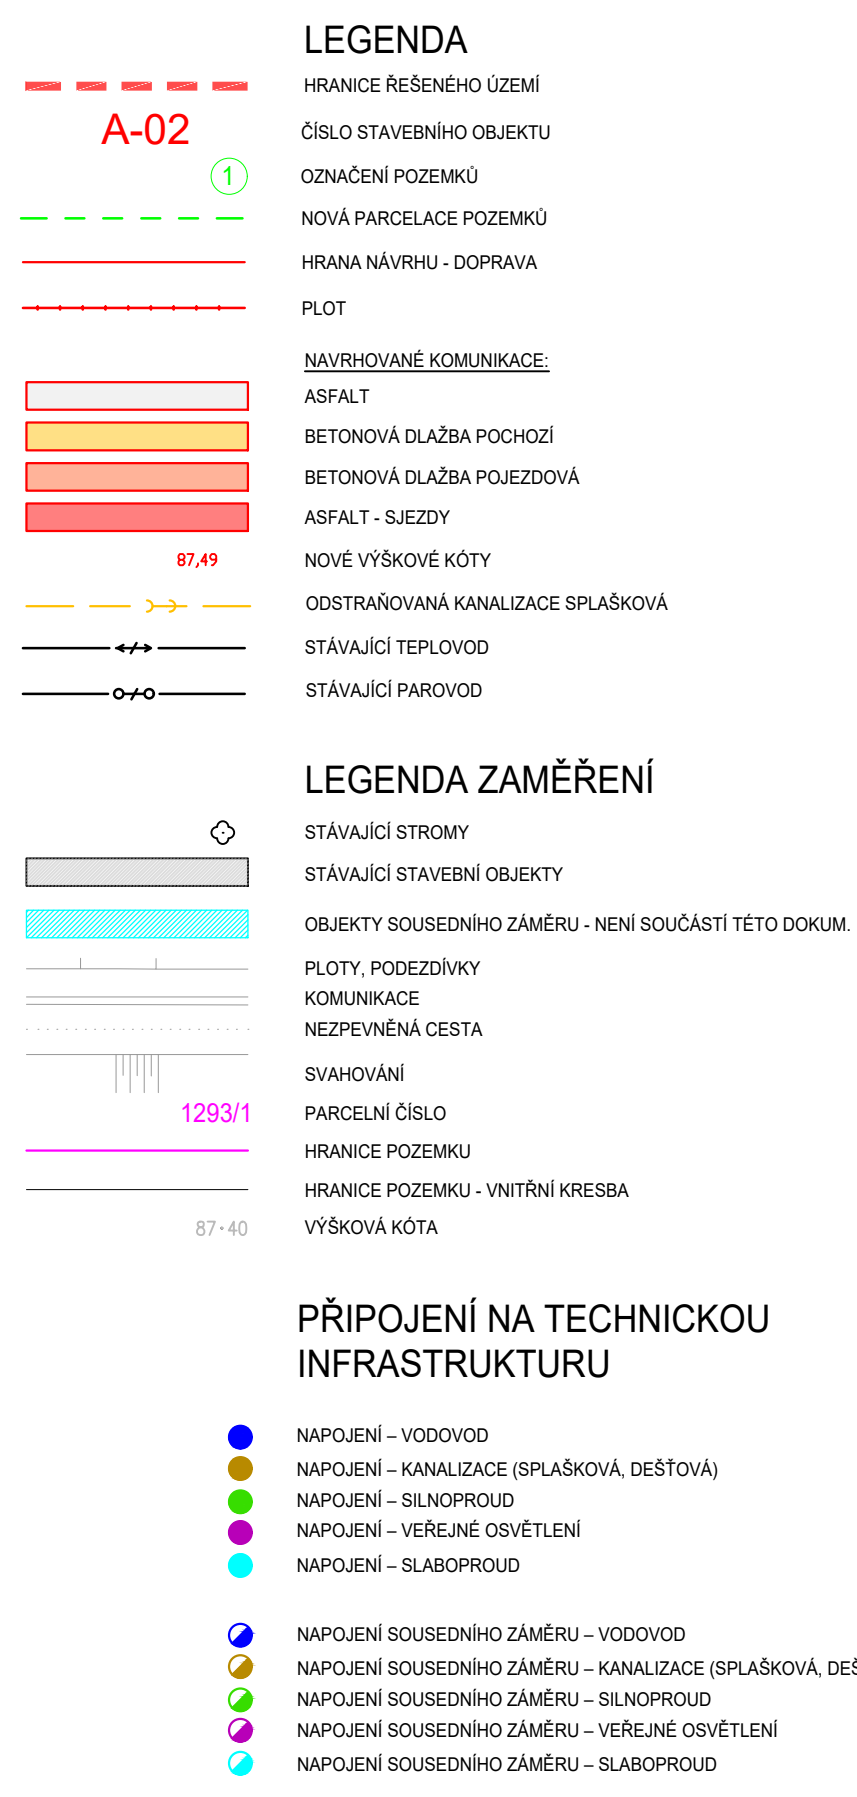 LEGENDA
HRANICE ŘEŠENÉHO ÚZEMÍ
A-02 ČÍSLO STAVEBNÍHO OBJEKTU
1 OZNAČENÍ POZEMKŮ
NOVÁ PARCELACE POZEMKŮ
HRANA NÁVRHU - DOPRAVA
PLOT
NAVRHOVANÉ KOMUNIKACE:
ASFALT
BETONOVÁ DLAŽBA POCHOZÍ
BETONOVÁ DLAŽBA POJEZDOVÁ
ASFALT - SJEZDY
87,49 NOVÉ VÝŠKOVÉ KÓTY
ODSTRAŇOVANÁ KANALIZACE SPLAŠKOVÁ
STÁVAJÍCÍ TEPLOVOD
STÁVAJÍCÍ PAROVOD
LEGENDA ZAMĚŘENÍ
STÁVAJÍCÍ STROMY
STÁVAJÍCÍ STAVEBNÍ OBJEKTY
OBJEKTY SOUSEDNÍHO ZÁMĚRU - NENÍ SOUČÁSTÍ TÉTO DOKUM.
PLOTY, PODEZDÍVKY
KOMUNIKACE
NEZPEVNĚNÁ CESTA
SVAHOVÁNÍ
1293/1 PARCELNÍ ČÍSLO
HRANICE POZEMKU
HRANICE POZEMKU - VNITŘNÍ KRESBA
87·40 VÝŠKOVÁ KÓTA
PŘIPOJENÍ NA TECHNICKOU
INFRASTRUKTURU
NAPOJENÍ – VODOVOD
NAPOJENÍ – KANALIZACE (SPLAŠKOVÁ, DEŠŤOVÁ)
NAPOJENÍ – SILNOPROUD
NAPOJENÍ – VEŘEJNÉ OSVĚTLENÍ
NAPOJENÍ – SLABOPROUD
NAPOJENÍ SOUSEDNÍHO ZÁMĚRU – VODOVOD
NAPOJENÍ SOUSEDNÍHO ZÁMĚRU – KANALIZACE (SPLAŠKOVÁ,
NAPOJENÍ SOUSEDNÍHO ZÁMĚRU – SILNOPROUD
NAPOJENÍ SOUSEDNÍHO ZÁMĚRU – VEŘEJNÉ OSVĚTLENÍ
NAPOJENÍ SOUSEDNÍHO ZÁMĚRU – SLABOPROUD